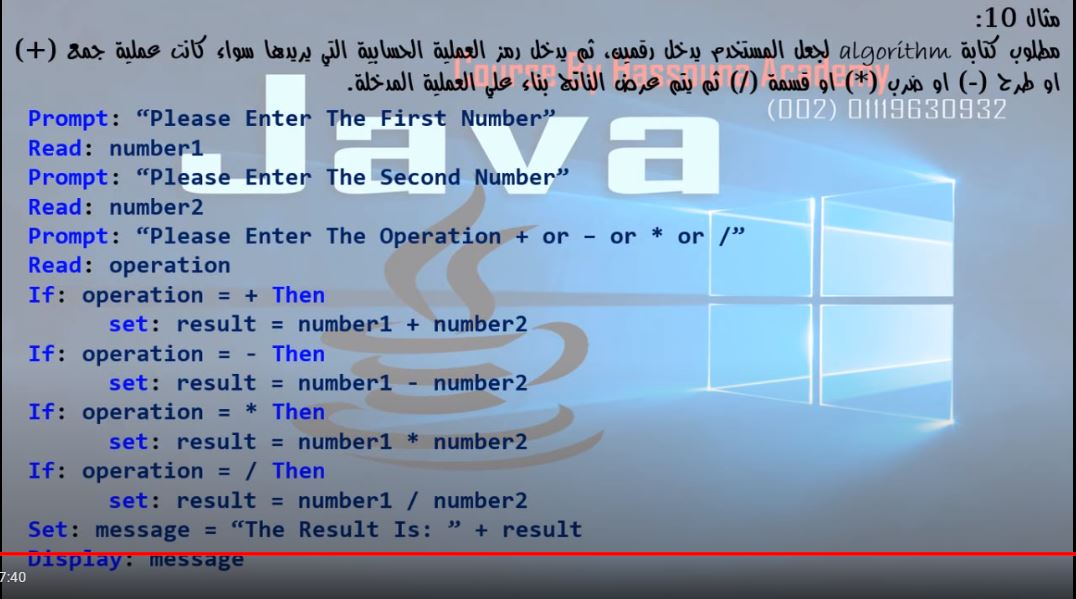 مثال 10:
مطلوب كتابة algorithm لجعل المستخدم يدخل رقمين، ثم يدخل رمز العملية الحسابية التي يريدها سواء كانت عملية جمع (+)
او طرح (-) او ضرب (*) او قسمة (/) ثم يتم عرض الناتج بناء علي العملية المدخلة.
Course By Hassouna Academy
(002) 01119630932
Java
Prompt: “Please Enter The First Number”
Read: number1
Prompt: “Please Enter The Second Number”
Read: number2
Prompt: “Please Enter The Operation + or – or * or /”
Read: operation
If: operation = + Then
set: result = number1 + number2
If: operation = - Then
set: result = number1 - number2
If: operation = * Then
set: result = number1 * number2
If: operation = / Then
set: result = number1 / number2
Set: message = “The Result Is: ” + result
Display: message
7:40